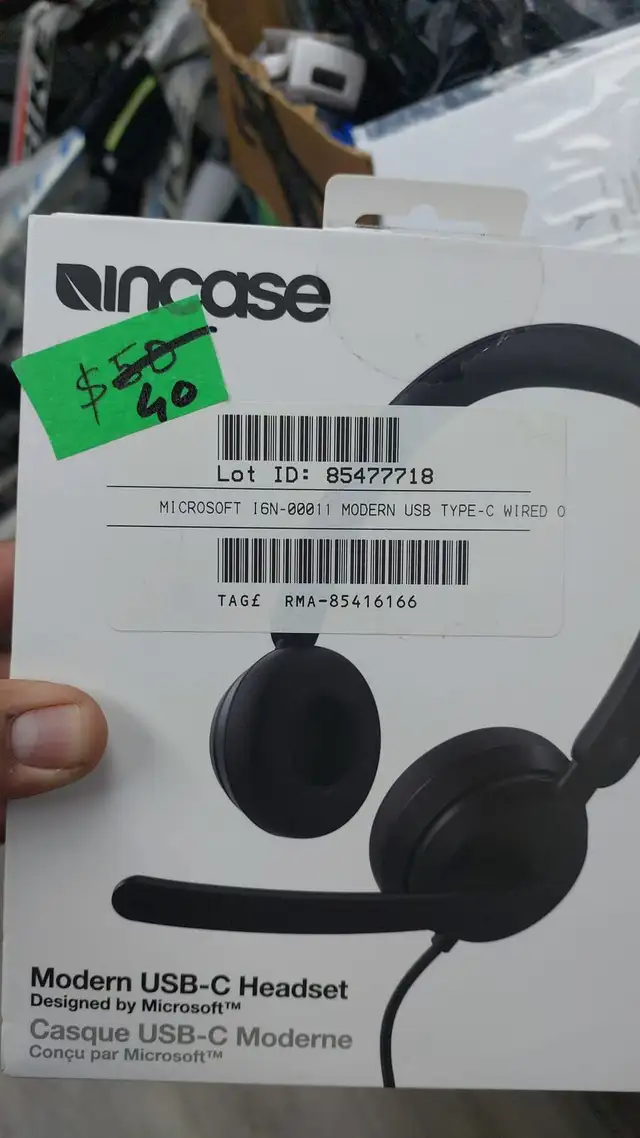 incase
$50
40
Lot ID: 85477718
MICROSOFT I6N-00011 MODERN USB TYPE-C WIRED O
TAG£ RMA-85416166
Modern USB-C Headset
Designed by Microsoft™
Casque USB-C Moderne
Conçu par Microsoft™